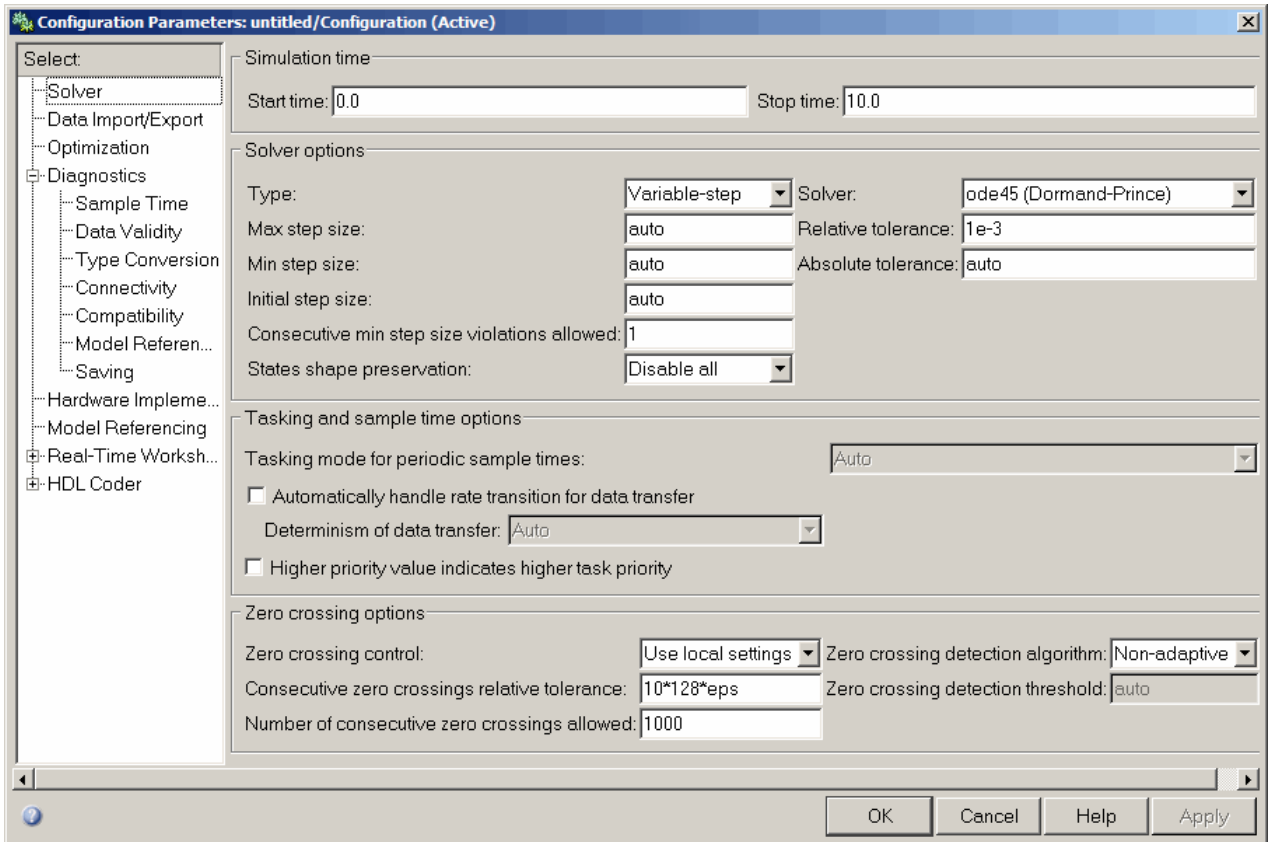 Configuration Parameters: untitled/Configuration (Active)
Select:
Solver
Data Import/Export
Optimization
Diagnostics
Sample Time
Data Validity
Type Conversion
Connectivity
Compatibility
Model Referen...
Saving
Hardware Impleme...
Model Referencing
Real-Time Worksh...
HDL Coder
Simulation time
Start time: 0.0 Stop time: 10.0
Solver options
Type: Variable-step Solver: ode45 (Dormand-Prince)
Max step size: auto Relative tolerance: 1e-3
Min step size: auto Absolute tolerance: auto
Initial step size: auto
Consecutive min step size violations allowed: 1
States shape preservation: Disable all
Tasking and sample time options
Tasking mode for periodic sample times: Auto
Automatically handle rate transition for data transfer
Determinism of data transfer: Auto
Higher priority value indicates higher task priority
Zero crossing options
Zero crossing control: Use local settings Zero crossing detection algorithm: Non-adaptive
Consecutive zero crossings relative tolerance: 10*128*eps Zero crossing detection threshold: auto
Number of consecutive zero crossings allowed: 1000
OK Cancel Help Apply